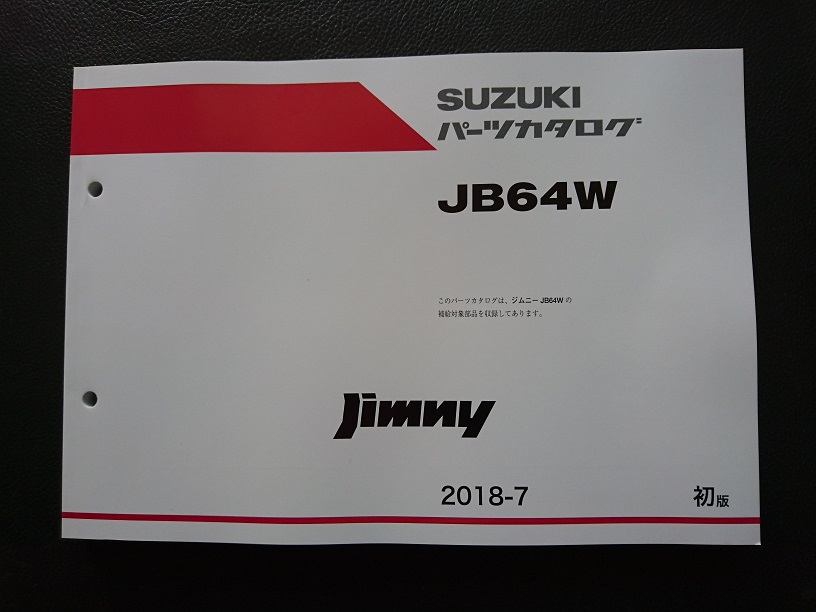 SUZUKI
パーツカタログ
JB64W
このパーツカタログは、ジムニー JB64W の
補給対象部品を収録してあります。
Jimny
2018-7
初版